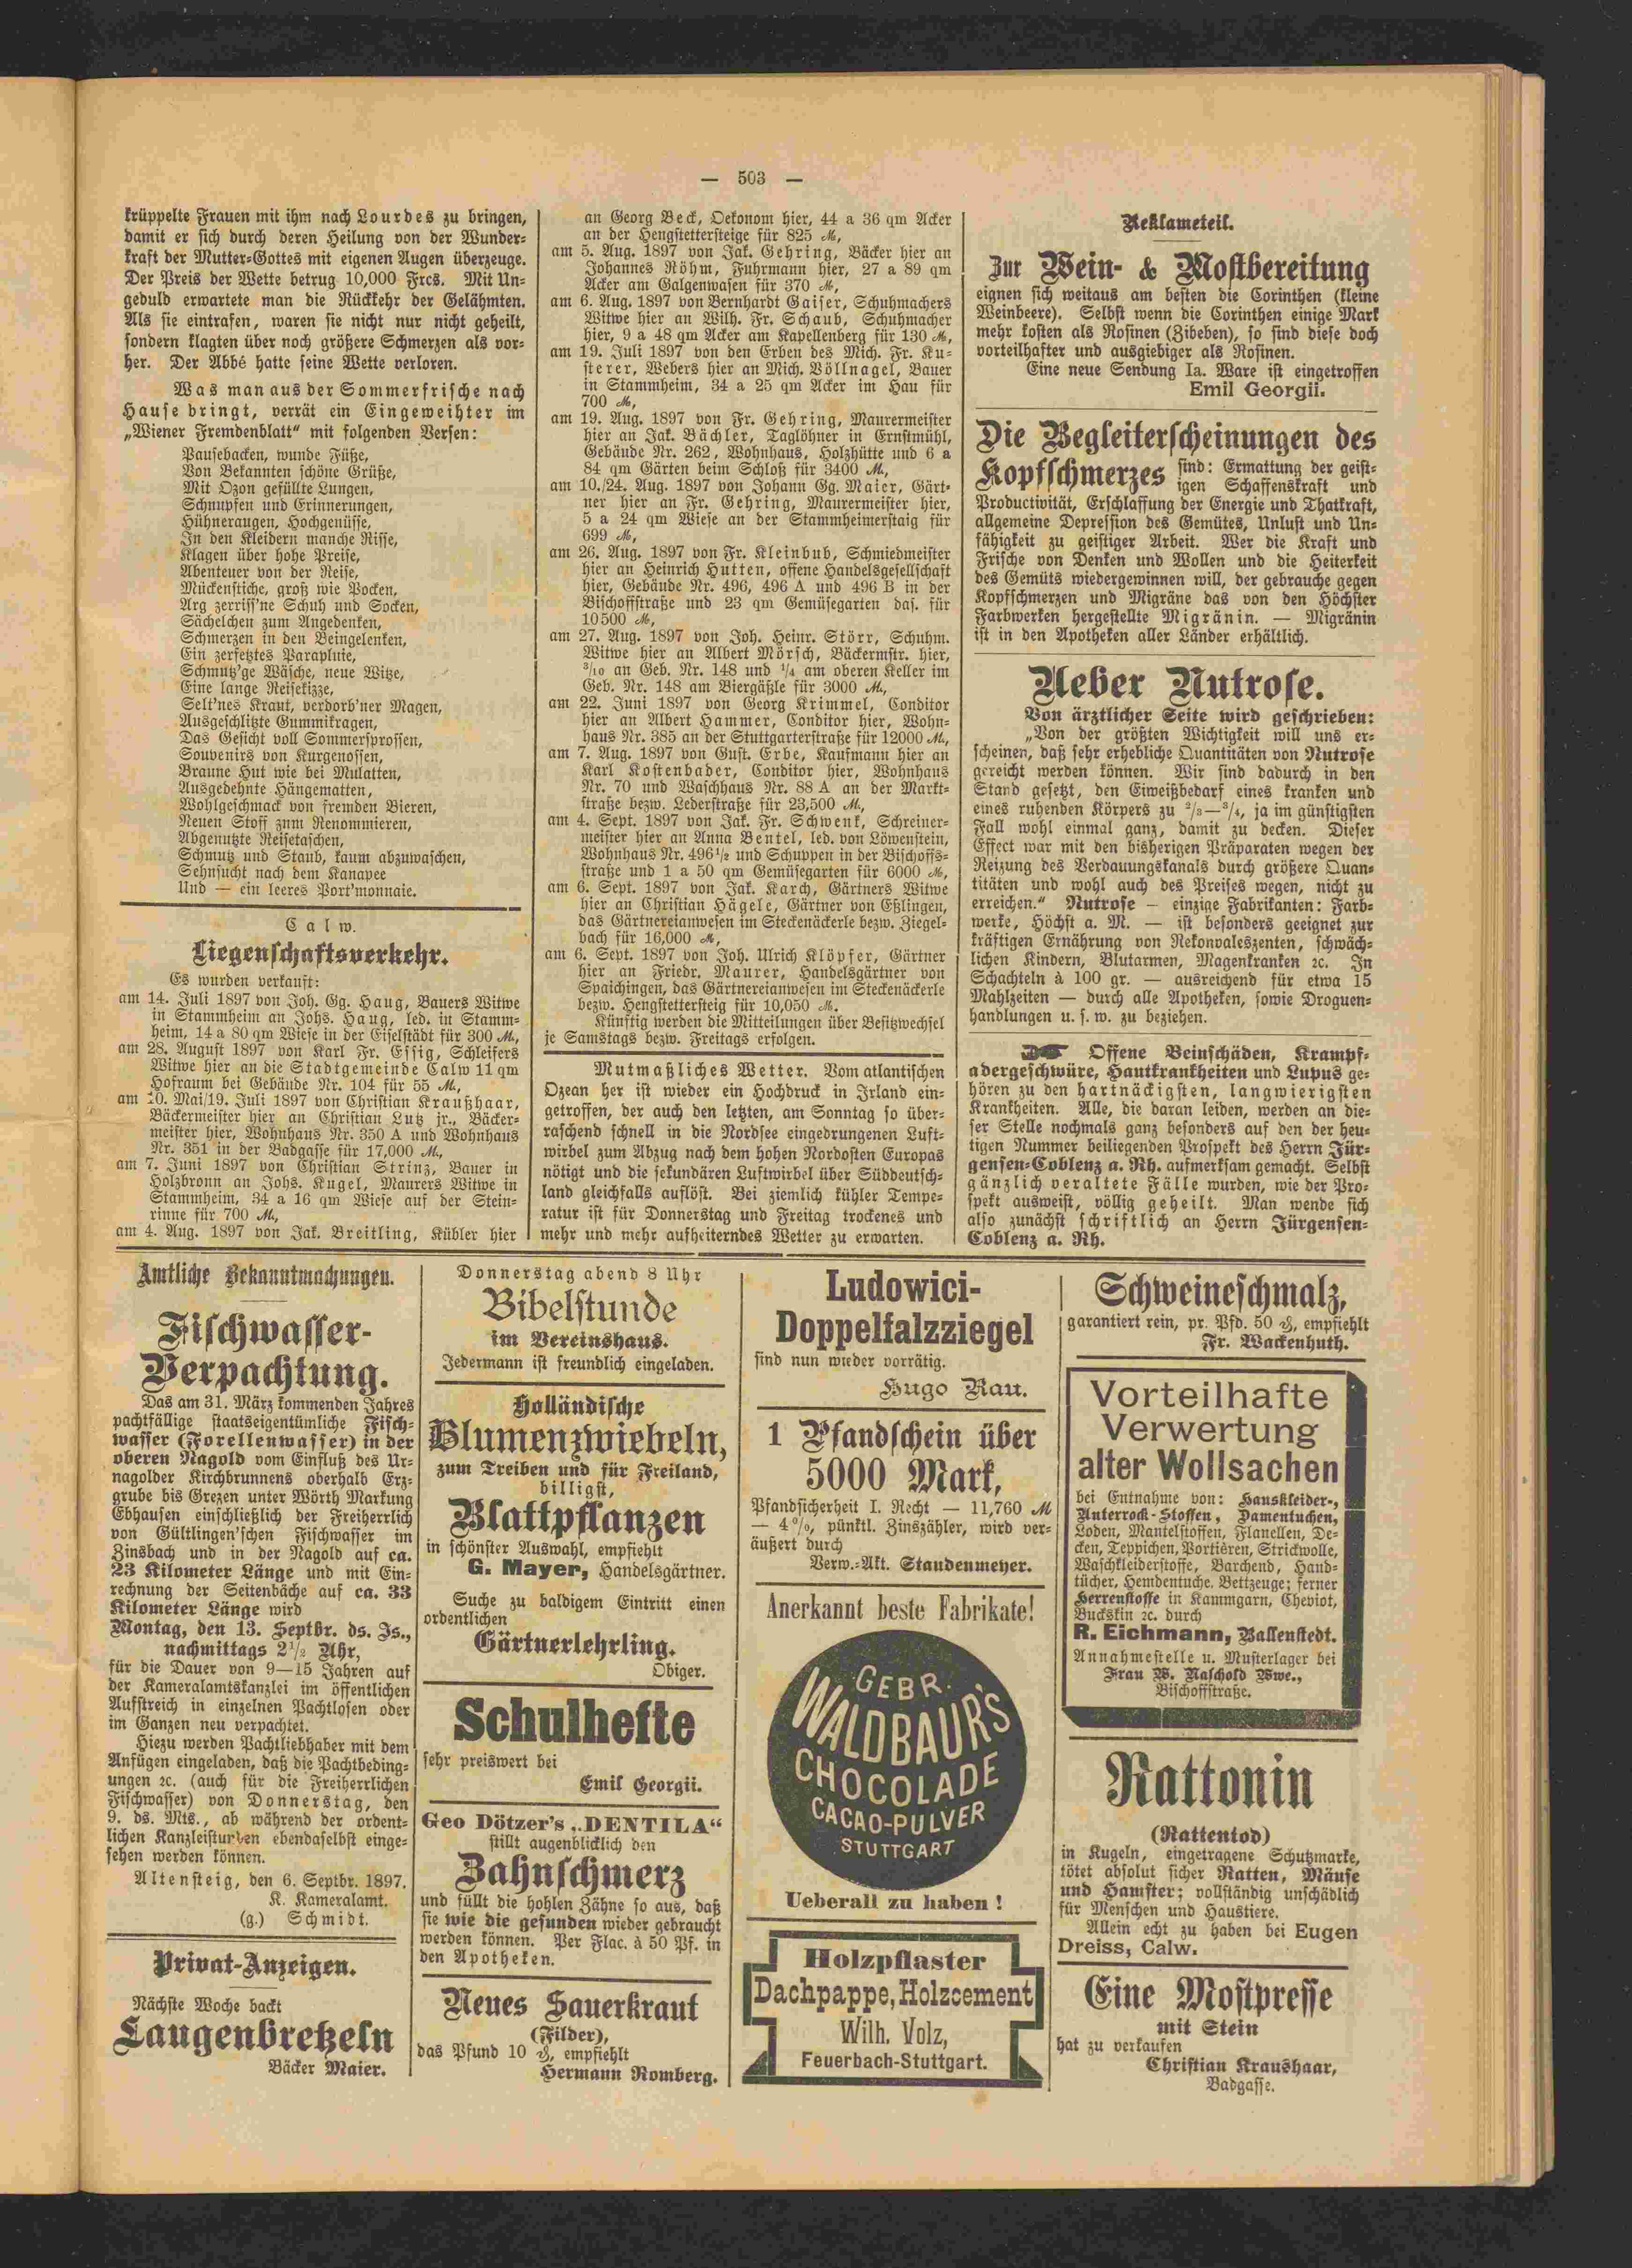 — 503 —
krüppelte Frauen mit ihm nach Lourdes zu bringen,
damit er sich durch deren Heilung von der Wunder-
kraft der Mutter-Gottes mit eigenen Augen überzeuge.
Der Preis der Wette betrug 10,000 Frcs. Mit Un-
geduld erwartete man die Rückkehr der Gelähmten.
Als sie eintrafen, waren sie nicht nur nicht geheilt,
sondern klagten über noch größere Schmerzen als vor-
her. Der Abbé hatte seine Wette verloren.
Was man aus der Sommerfrische nach
Hause bringt, verrät ein Eingeweihter im
„Wiener Fremdenblatt“ mit folgenden Versen:
Pausebacken, wunde Füße,
Von Bekannten schöne Grüße,
Mit Ozon gefüllte Lungen,
Schnupfen und Erinnerungen,
Hühneraugen, Hochgenüsse,
In den Kleidern manche Risse,
Klagen über hohe Preise,
Abenteuer von der Reise,
Mückenstiche, groß wie Pocken,
Arg zerriss'ne Schuh und Socken,
Sächelchen zum Angedenken,
Schmerzen in den Beingelenken,
Ein zerfetztes Parapluie,
Schmutz'ge Wäsche, neue Witze,
Eine lange Reiseskizze,
Selt'nes Kraut, verdorb'ner Magen,
Ausgeschlitzte Gummikragen,
Das Gesicht voll Sommersprossen,
Souvenirs von Kurgenossen,
Braune Hut wie bei Mulatten,
Ausgedehnte Hängematten,
Wohlgeschmack von fremden Bieren,
Neuen Stoff zum Renommieren,
Abgenutzte Reisetaschen,
Schmutz und Staub, kaum abzuwaschen,
Sehnsucht nach dem Kanapee
Und — ein leeres Port'monnaie.
Calw.
Liegenschaftsverkehr.
Es wurden verkauft:
am 14. Juli 1897 von Joh. Gg. Haug, Bauers Witwe
in Stammheim an Johs. Haug, led. in Stamm-
heim, 14 a 80 qm Wiese in der Eiselstädt für 300 ℳ,
am 28. August 1897 von Karl Fr. Essig, Schleifers
Witwe hier an die Stadtgemeinde Calw 11 qm
Hofraum bei Gebäude Nr. 104 für 55 ℳ,
am 10. Mai/19. Juli 1897 von Christian Kraußhaar,
Bäckermeister hier an Christian Lutz jr., Bäcker-
meister hier, Wohnhaus Nr. 350 A und Wohnhaus
Nr. 351 in der Badgasse für 17,000 ℳ,
am 7. Juni 1897 von Christian Strinz, Bauer in
Holzbronn an Johs. Kugel, Maurers Witwe in
Stammheim, 34 a 16 qm Wiese auf der Stein-
rinne für 700 ℳ,
am 4. Aug. 1897 von Jak. Breitling, Kübler hier
an Georg Beck, Oekonom hier, 44 a 36 qm Acker
an der Hengstettersteige für 825 ℳ,
am 5. Aug. 1897 von Jak. Gehring, Bäcker hier an
Johannes Röhm, Fuhrmann hier, 27 a 89 qm
Acker am Galgenwasen für 370 ℳ,
am 6. Aug. 1897 von Bernhardt Gaiser, Schuhmachers
Witwe hier an Wilh. Fr. Schaub, Schuhmacher
hier, 9 a 48 qm Acker am Kapellenberg für 130 ℳ,
am 19. Juli 1897 von den Erben des Mich. Fr. Ku-
sterer, Webers hier an Mich. Völlnagel, Bauer
in Stammheim, 34 a 25 qm Acker im Hau für
700 ℳ,
am 19. Aug. 1897 von Fr. Gehring, Maurermeister
hier an Jak. Bächler, Taglöhner in Ernstmühl,
Gebäude Nr. 262, Wohnhaus, Holzhütte und 6 a
84 qm Gärten beim Schloß für 3400 ℳ,
am 10./24. Aug. 1897 von Johann Gg. Maier, Gärt-
ner hier an Fr. Gehring, Maurermeister hier,
5 a 24 qm Wiese an der Stammheimerstaig für
699 ℳ,
am 26. Aug. 1897 von Fr. Kleinbub, Schmiedmeister
hier an Heinrich Hutten, offene Handelsgesellschaft
hier, Gebäude Nr. 496, 496 A und 496 B in der
Bischoffstraße und 23 qm Gemüsegarten das. für
10500 ℳ,
am 27. Aug. 1897 von Joh. Heinr. Störr, Schuhm.
Witwe hier an Albert Mörsch, Bäckermstr. hier,
3/10 an Geb. Nr. 148 und 1/4 am oberen Keller im
Geb. Nr. 148 am Biergäßle für 3000 ℳ,
am 22. Juni 1897 von Georg Krimmel, Conditor
hier an Albert Hammer, Conditor hier, Wohn-
haus Nr. 385 an der Stuttgarterstraße für 12000 ℳ,
am 7. Aug. 1897 von Gust. Erbe, Kaufmann hier an
Karl Kostenbader, Conditor hier, Wohnhaus
Nr. 70 und Waschhaus Nr. 88 A an der Markt-
straße bezw. Lederstraße für 23,500 ℳ,
am 4. Sept. 1897 von Jak. Fr. Schwenk, Schreiner-
meister hier an Anna Bentel, led. von Löwenstein,
Wohnhaus Nr. 496 1/2 und Schuppen in der Bischoffs-
straße und 1 a 50 qm Gemüsegarten für 6000 ℳ,
am 6. Sept. 1897 von Jak. Karch, Gärtners Witwe
hier an Christian Hägele, Gärtner von Eßlingen,
das Gärtnereianwesen im Steckenäckerle bezw. Ziegel-
bach für 16,000 ℳ,
am 6. Sept. 1897 von Joh. Ulrich Klöpfer, Gärtner
hier an Friedr. Maurer, Handelsgärtner von
Spaichingen, das Gärtnereianwesen im Steckenäckerle
bezw. Hengstettersteig für 10,050 ℳ.
Künftig werden die Mitteilungen über Besitzwechsel
je Samstags bezw. Freitags erfolgen.
Mutmaßliches Wetter. Vom atlantischen
Ozean her ist wieder ein Hochdruck in Irland ein-
getroffen, der auch den letzten, am Sonntag so über-
raschend schnell in die Nordsee eingedrungenen Luft-
wirbel zum Abzug nach dem hohen Nordosten Europas
nötigt und die sekundären Luftwirbel über Süddeutsch-
land gleichfalls auflöst. Bei ziemlich kühler Tempe-
ratur ist für Donnerstag und Freitag trockenes und
mehr und mehr aufheiterndes Wetter zu erwarten.
Reklameteil.
Zur Wein- & Mostbereitung
eignen sich weitaus am besten die Corinthen (kleine
Weinbeere). Selbst wenn die Corinthen einige Mark
mehr kosten als Rosinen (Zibeben), so sind diese doch
vorteilhafter und ausgiebiger als Rosinen.
Eine neue Sendung Ia. Ware ist eingetroffen
Emil Georgii.
Die Begleiterscheinungen des
Kopfschmerzes sind: Ermattung der geist-
igen Schaffenskraft und
Productivität, Erschlaffung der Energie und Thatkraft,
allgemeine Depression des Gemütes, Unlust und Un-
fähigkeit zu geistiger Arbeit. Wer die Kraft und
Frische von Denken und Wollen und die Heiterkeit
des Gemüts wiedergewinnen will, der gebrauche gegen
Kopfschmerzen und Migräne das von den Höchster
Farbwerken hergestellte Migränin. — Migränin
ist in den Apotheken aller Länder erhältlich.
Ueber Nutrose.
Von ärztlicher Seite wird geschrieben:
„Von der größten Wichtigkeit will uns er-
scheinen, daß sehr erhebliche Quantitäten von Nutrose
gereicht werden können. Wir sind dadurch in den
Stand gesetzt, den Eiweißbedarf eines kranken und
eines ruhenden Körpers zu 2/3—3/4, ja im günstigsten
Fall wohl einmal ganz, damit zu decken. Dieser
Effect war mit den bisherigen Präparaten wegen der
Reizung des Verdauungskanals durch größere Quan-
titäten und wohl auch des Preises wegen, nicht zu
erreichen.“ Nutrose — einzige Fabrikanten: Farb-
werke, Höchst a. M. — ist besonders geeignet zur
kräftigen Ernährung von Rekonvaleszenten, schwäch-
lichen Kindern, Blutarmen, Magenkranken ꝛc. In
Schachteln à 100 gr. — ausreichend für etwa 15
Mahlzeiten — durch alle Apotheken, sowie Droguen-
handlungen u. s. w. zu beziehen.
Offene Beinschäden, Krampf-
adergeschwüre, Hautkrankheiten und Lupus ge-
hören zu den hartnäckigsten, langwierigsten
Krankheiten. Alle, die daran leiden, werden an die-
ser Stelle nochmals ganz besonders auf den der heu-
tigen Nummer beiliegenden Prospekt des Herrn Jür-
gensen-Coblenz a. Rh. aufmerksam gemacht. Selbst
gänzlich veraltete Fälle wurden, wie der Pro-
spekt ausweist, völlig geheilt. Man wende sich
also zunächst schriftlich an Herrn Jürgensen-
Coblenz a. Rh.
Amtliche Bekanntmachungen.
Fischwasser-
Verpachtung.
Das am 31. März kommenden Jahres
pachtfällige staatseigentümliche Fisch-
wasser (Forellenwasser) in der
oberen Nagold vom Einfluß des Ur-
nagolder Kirchbrunnens oberhalb Erz-
grube bis Grezen unter Wörth Markung
Ebhausen einschließlich der Freiherrlich
von Gültlingen'schen Fischwasser im
Zinsbach und in der Nagold auf ca.
23 Kilometer Länge und mit Ein-
rechnung der Seitenbäche auf ca. 33
Kilometer Länge wird
Montag, den 13. Septbr. ds. Js.,
nachmittags 2 1/2 Uhr,
für die Dauer von 9—15 Jahren auf
der Kameralamtskanzlei im öffentlichen
Aufstreich in einzelnen Pachtlosen oder
im Ganzen neu verpachtet.
Hiezu werden Pachtliebhaber mit dem
Anfügen eingeladen, daß die Pachtbeding-
ungen ꝛc. (auch für die Freiherrlichen
Fischwasser) von Donnerstag, den
9. ds. Mts., ab während der ordent-
lichen Kanzleistunden ebendaselbst einge-
sehen werden können.
Altensteig, den 6. Septbr. 1897.
K. Kameralamt.
(g.) Schmidt.
Privat-Anzeigen.
Nächste Woche backt
Laugenbretzeln
Bäcker Maier.
Donnerstag abend 8 Uhr
Bibelstunde
im Vereinshaus.
Jedermann ist freundlich eingeladen.
Holländische
Blumenzwiebeln,
zum Treiben und für Freiland,
billigst,
Blattpflanzen
in schönster Auswahl, empfiehlt
G. Mayer, Handelsgärtner.
Suche zu baldigem Eintritt einen
ordentlichen
Gärtnerlehrling.
Obiger.
Schulhefte
sehr preiswert bei
Emil Georgii.
Geo Dötzer's „DENTILA“
stillt augenblicklich den
Zahnschmerz
und füllt die hohlen Zähne so aus, daß
sie wie die gesunden wieder gebraucht
werden können. Per Flac. à 50 Pf. in
den Apotheken.
Neues Sauerkraut
(Filder),
das Pfund 10 ₰, empfiehlt
Hermann Romberg.
Ludowici-
Doppelfalzziegel
sind nun wieder vorrätig.
Hugo Rau.
1 Pfandschein über
5000 Mark,
Pfandsicherheit I. Recht — 11,760 ℳ
— 4%, pünktl. Zinszähler, wird ver-
äußert durch
Verw.-Akt. Staudenmeyer.
Anerkannt beste Fabrikate!
GEBR.
WALDBAUR'S
CHOCOLADE
CACAO-PULVER
STUTTGART
Ueberall zu haben!
Holzpflaster
Dachpappe, Holzcement
Wilh. Volz,
Feuerbach-Stuttgart.
Schweineschmalz,
garantiert rein, pr. Pfd. 50 ₰, empfiehlt
Fr. Wackenhuth.
Vorteilhafte
Verwertung
alter Wollsachen
bei Entnahme von: Hauskleider-,
Unterrock-Stoffen, Damentuchen,
Loden, Mantelstoffen, Flanellen, De-
cken, Teppichen, Portièren, Strickwolle,
Waschkleiderstoffe, Barchend, Hand-
tücher, Hemdentuche, Bettzeuge; ferner
Herrenstoffe in Kammgarn, Cheviot,
Buckskin ꝛc. durch
R. Eichmann, Ballenstedt.
Annahmestelle u. Musterlager bei
Frau W. Naschold Wwe.,
Bischoffstraße.
Rattonin
(Rattentod)
in Kugeln, eingetragene Schutzmarke,
tötet absolut sicher Ratten, Mäuse
und Hamster; vollständig unschädlich
für Menschen und Haustiere.
Allein echt zu haben bei Eugen
Dreiss, Calw.
Eine Mostpresse
mit Stein
hat zu verkaufen
Christian Kraushaar,
Badgasse.